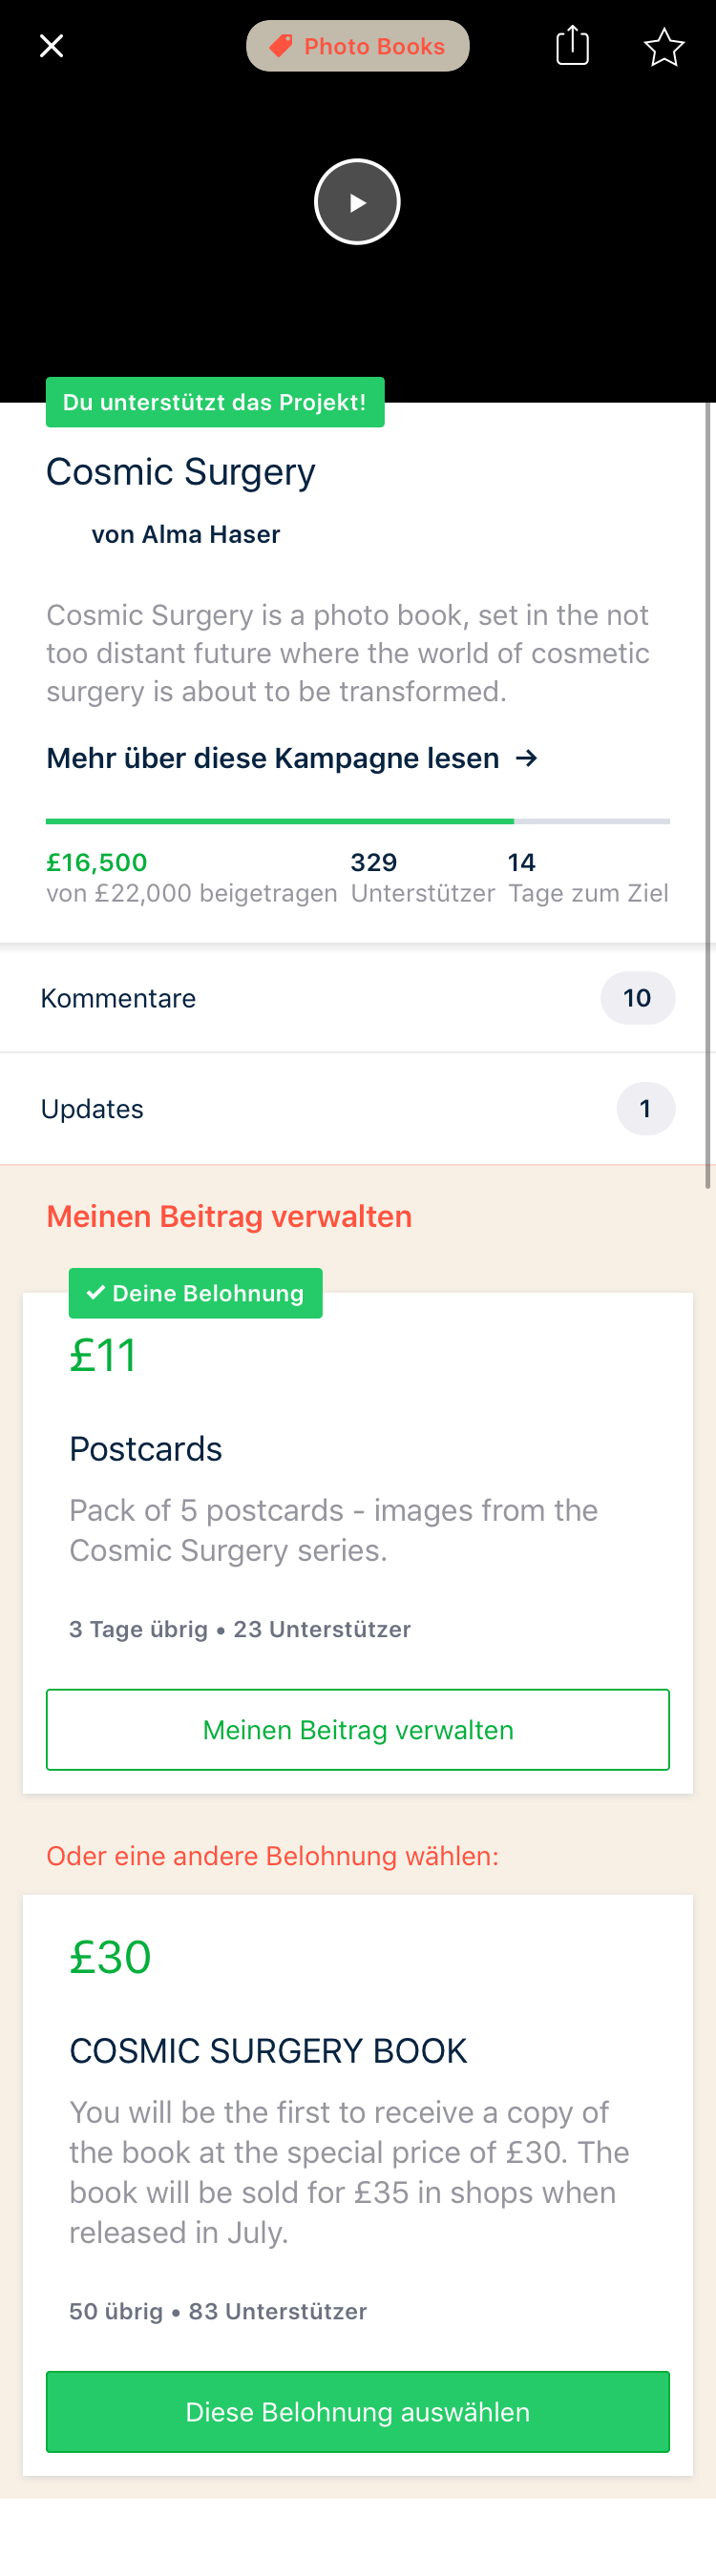 Photo Books
Du unterstützt das Projekt!
Cosmic Surgery
von Alma Haser
Cosmic Surgery is a photo book, set in the not
too distant future where the world of cosmetic
surgery is about to be transformed.
Mehr über diese Kampagne lesen →
£16,500 329 14
von £22,000 beigetragen Unterstützer Tage zum Ziel
Kommentare 10
Updates 1
Meinen Beitrag verwalten
✓ Deine Belohnung
£11
Postcards
Pack of 5 postcards - images from the
Cosmic Surgery series.
3 Tage übrig • 23 Unterstützer
Meinen Beitrag verwalten
Oder eine andere Belohnung wählen:
£30
COSMIC SURGERY BOOK
You will be the first to receive a copy of
the book at the special price of £30. The
book will be sold for £35 in shops when
released in July.
50 übrig • 83 Unterstützer
Diese Belohnung auswählen